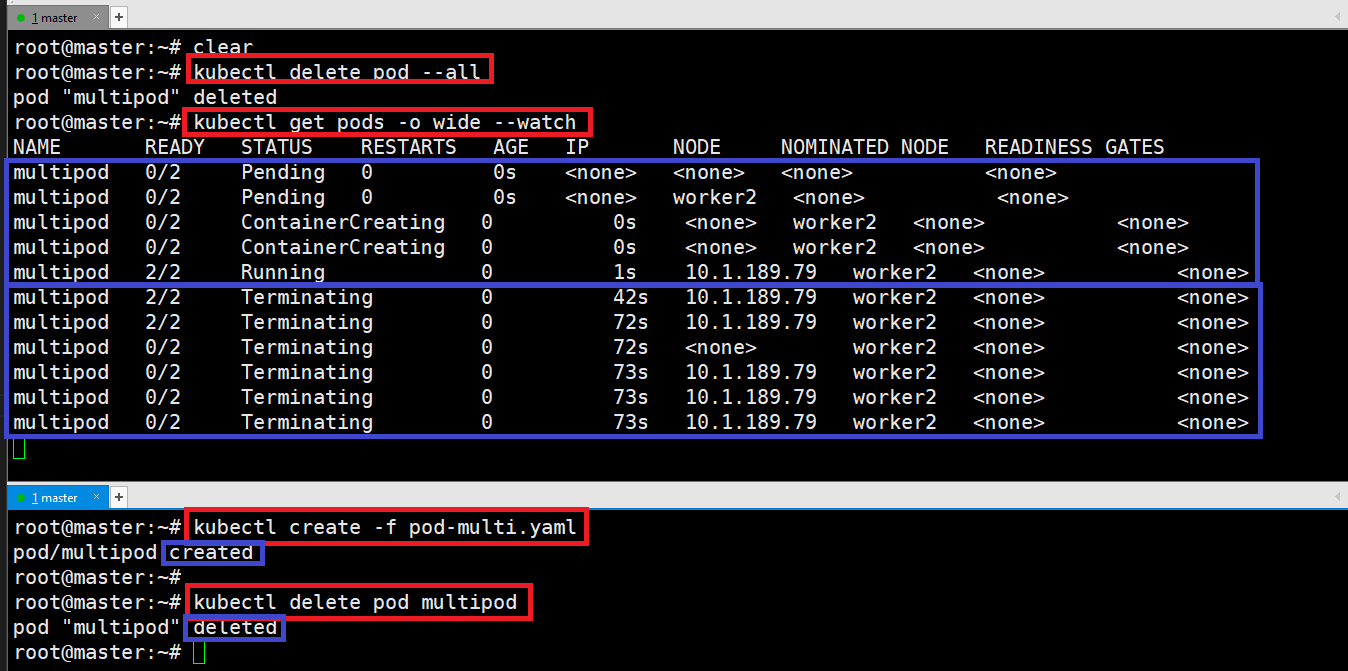 1 master × +
root@master:~# clear
root@master:~# kubectl delete pod --all
pod "multipod" deleted
root@master:~# kubectl get pods -o wide --watch
NAME READY STATUS RESTARTS AGE IP NODE NOMINATED NODE READINESS GATES
multipod 0/2 Pending 0 0s <none> <none> <none> <none>
multipod 0/2 Pending 0 0s <none> worker2 <none> <none>
multipod 0/2 ContainerCreating 0 0s <none> worker2 <none> <none>
multipod 0/2 ContainerCreating 0 0s <none> worker2 <none> <none>
multipod 2/2 Running 0 1s 10.1.189.79 worker2 <none> <none>
multipod 2/2 Terminating 0 42s 10.1.189.79 worker2 <none> <none>
multipod 2/2 Terminating 0 72s 10.1.189.79 worker2 <none> <none>
multipod 0/2 Terminating 0 72s <none> worker2 <none> <none>
multipod 0/2 Terminating 0 73s 10.1.189.79 worker2 <none> <none>
multipod 0/2 Terminating 0 73s 10.1.189.79 worker2 <none> <none>
multipod 0/2 Terminating 0 73s 10.1.189.79 worker2 <none> <none>
1 master × +
root@master:~# kubectl create -f pod-multi.yaml
pod/multipod created
root@master:~#
root@master:~# kubectl delete pod multipod
pod "multipod" deleted
root@master:~#